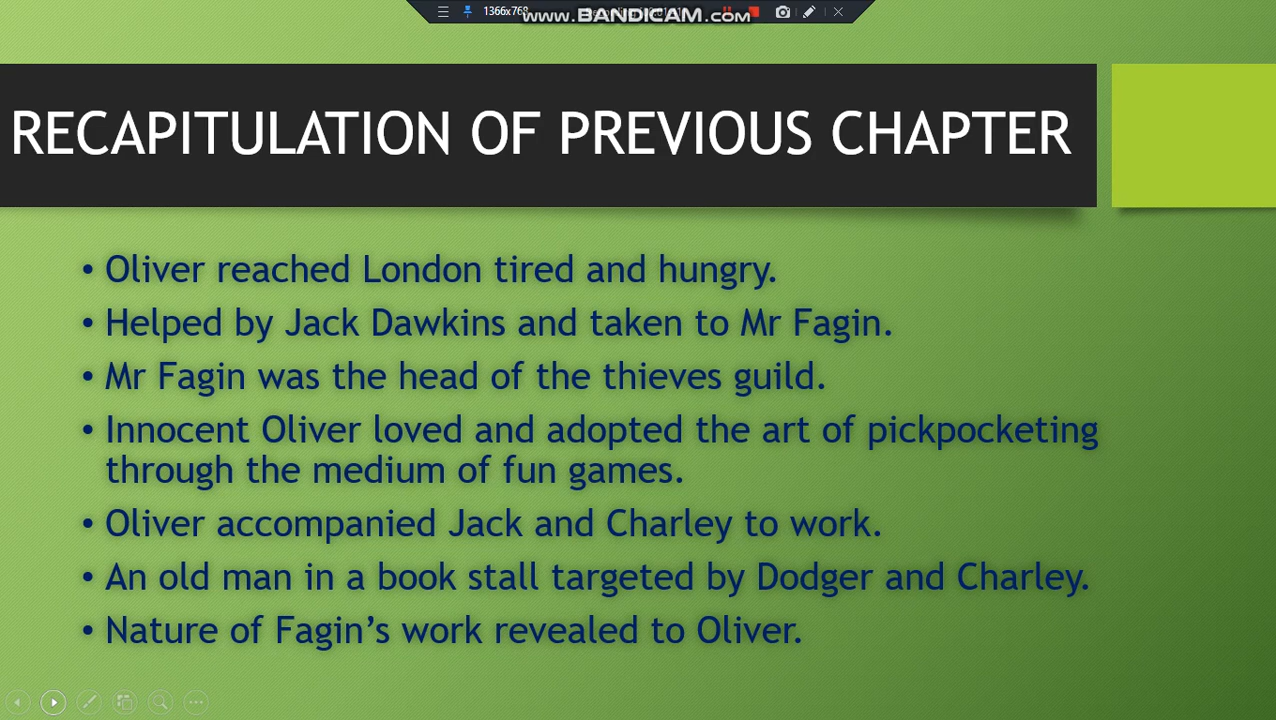 1366x768
www.BANDICAM.com
RECAPITULATION OF PREVIOUS CHAPTER
• Oliver reached London tired and hungry.
• Helped by Jack Dawkins and taken to Mr Fagin.
• Mr Fagin was the head of the thieves guild.
• Innocent Oliver loved and adopted the art of pickpocketing
through the medium of fun games.
• Oliver accompanied Jack and Charley to work.
• An old man in a book stall targeted by Dodger and Charley.
• Nature of Fagin’s work revealed to Oliver.